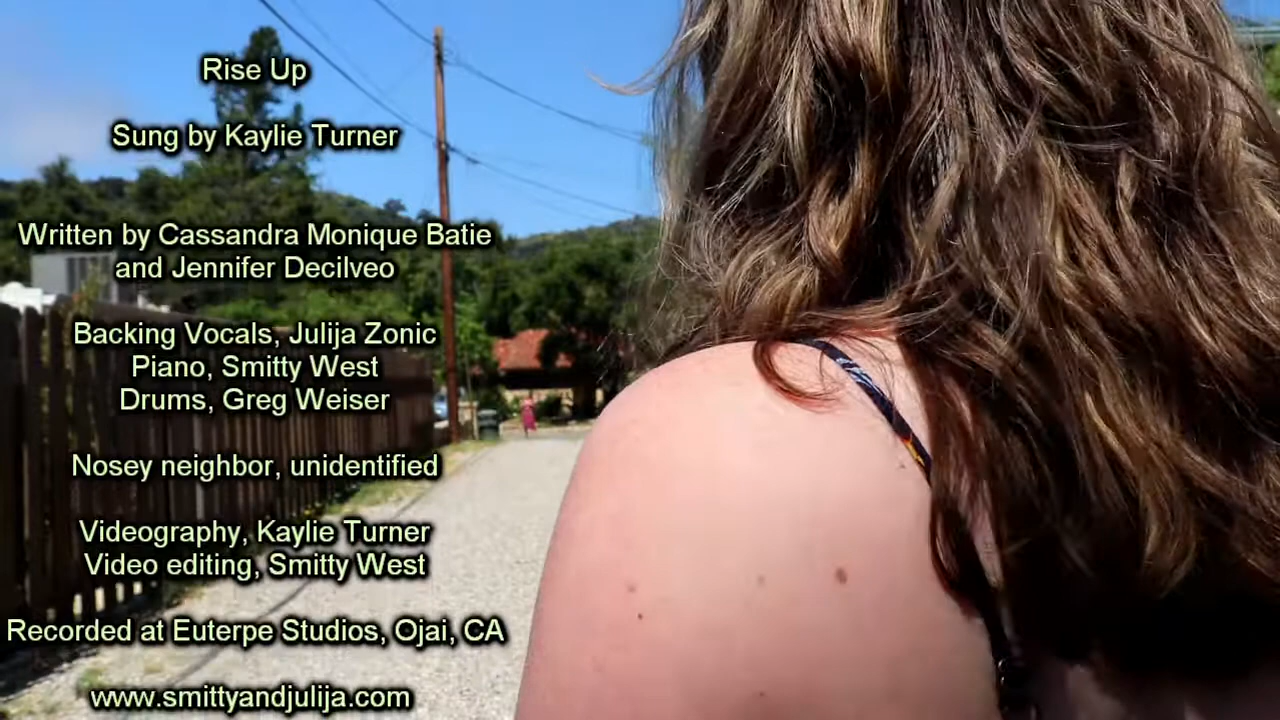 Rise Up
Sung by Kaylie Turner
Written by Cassandra Monique Batie
and Jennifer Decilveo
Backing Vocals, Julija Zonic
Piano, Smitty West
Drums, Greg Weiser
Nosey neighbor, unidentified
Videography, Kaylie Turner
Video editing, Smitty West
Recorded at Euterpe Studios, Ojai, CA
www.smittyandjulija.com